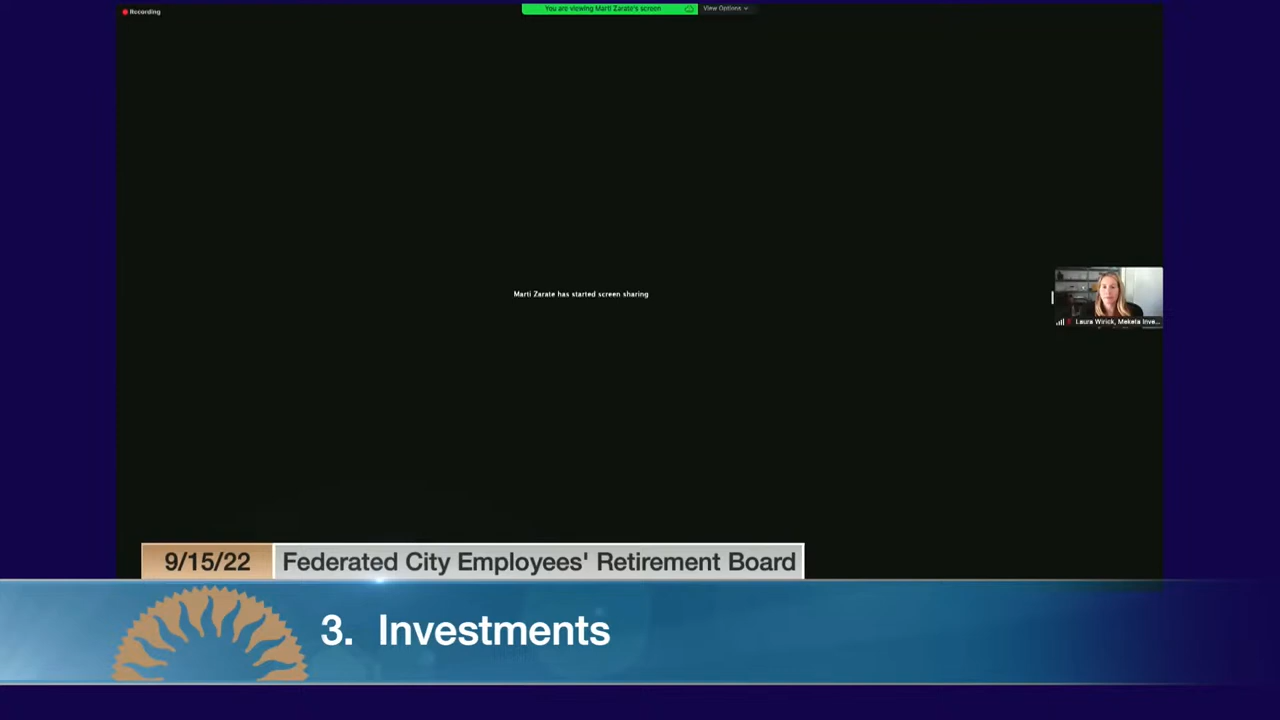 Recording
You are viewing Marti Zarate's screen
View Options
Marti Zarate has started screen sharing
Laura Wirick, Meketa Inve...
9/15/22
Federated City Employees' Retirement Board
3. Investments